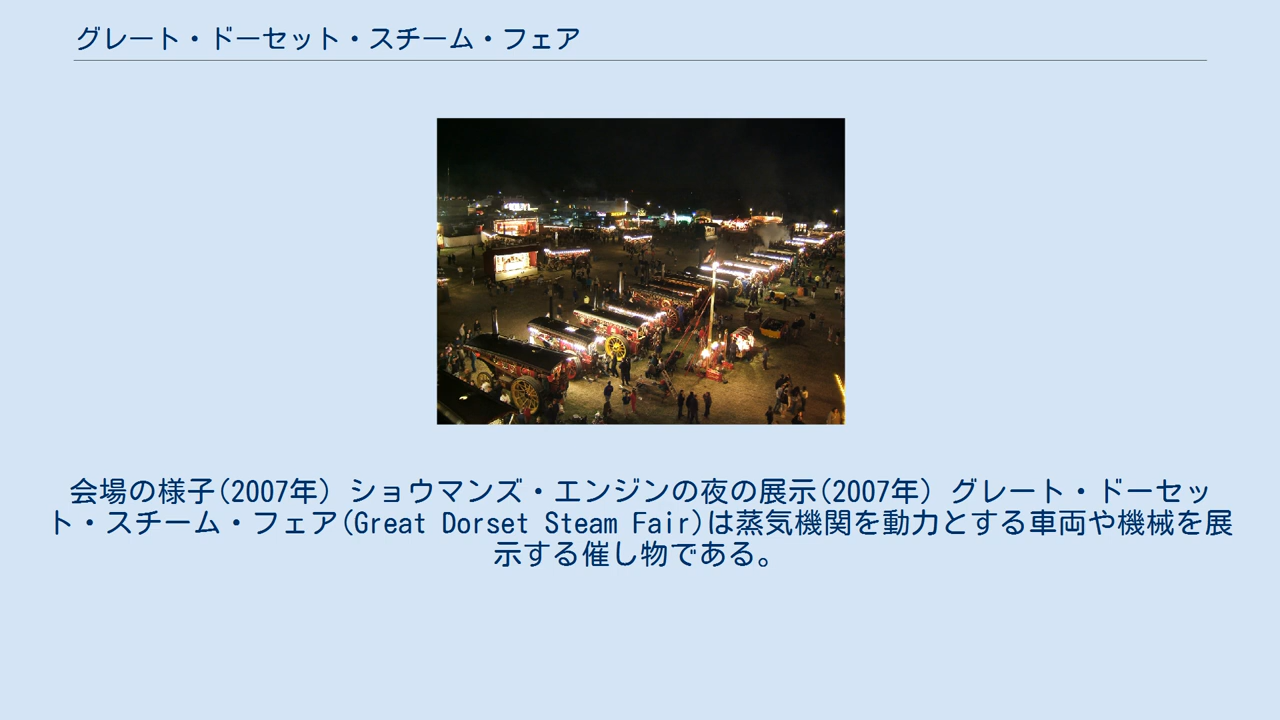 グレート・ドーセット・スチーム・フェア
会場の様子(2007年) ショウマンズ・エンジンの夜の展示(2007年) グレート・ドーセッ
ト・スチーム・フェア(Great Dorset Steam Fair)は蒸気機関を動力とする車両や機械を展
示する催し物である。